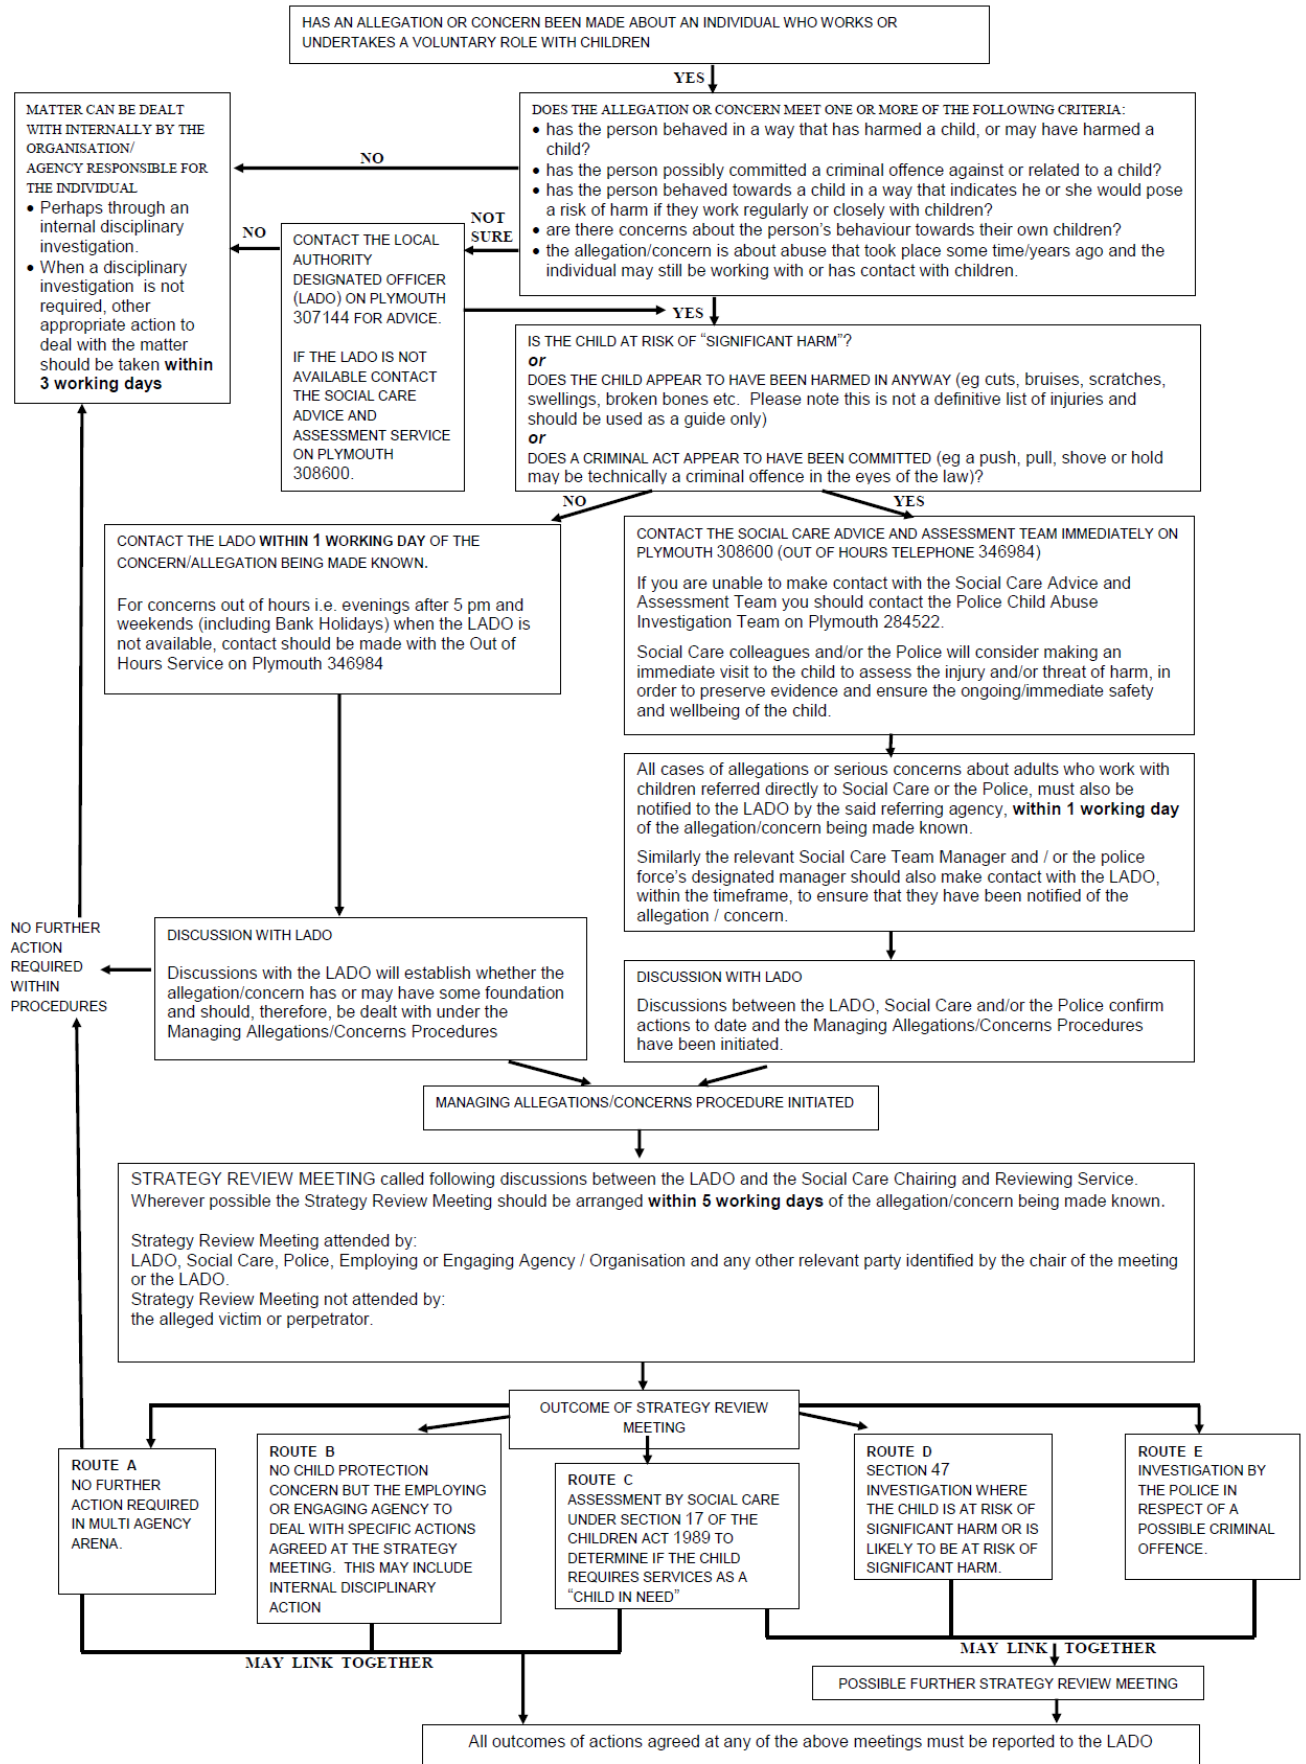 HAS AN ALLEGATION OR CONCERN BEEN MADE ABOUT AN INDIVIDUAL WHO WORKS OR
UNDERTAKES A VOLUNTARY ROLE WITH CHILDREN
YES
MATTER CAN BE DEALT
WITH INTERNALLY BY THE
ORGANISATION/
AGENCY RESPONSIBLE FOR
THE INDIVIDUAL
• Perhaps through an
internal disciplinary
investigation.
• When a disciplinary
investigation is not
required, other
appropriate action to
deal with the matter
should be taken within
3 working days
NO
DOES THE ALLEGATION OR CONCERN MEET ONE OR MORE OF THE FOLLOWING CRITERIA:
• has the person behaved in a way that has harmed a child, or may have harmed a
child?
• has the person possibly committed a criminal offence against or related to a child?
• has the person behaved towards a child in a way that indicates he or she would pose
a risk of harm if they work regularly or closely with children?
• are there concerns about the person's behaviour towards their own children?
• the allegation/concern is about abuse that took place some time/years ago and the
individual may still be working with or has contact with children.
NO
NOT
SURE
CONTACT THE LOCAL
AUTHORITY
DESIGNATED OFFICER
(LADO) ON PLYMOUTH
307144 FOR ADVICE.
IF THE LADO IS NOT
AVAILABLE CONTACT
THE SOCIAL CARE
ADVICE AND
ASSESSMENT SERVICE
ON PLYMOUTH
308600.
YES
IS THE CHILD AT RISK OF "SIGNIFICANT HARM"?
or
DOES THE CHILD APPEAR TO HAVE BEEN HARMED IN ANYWAY (eg cuts, bruises, scratches,
swellings, broken bones etc. Please note this is not a definitive list of injuries and
should be used as a guide only)
or
DOES A CRIMINAL ACT APPEAR TO HAVE BEEN COMMITTED (eg a push, pull, shove or hold
may be technically a criminal offence in the eyes of the law)?
NO
YES
CONTACT THE LADO WITHIN 1 WORKING DAY OF THE
CONCERN/ALLEGATION BEING MADE KNOWN.
For concerns out of hours i.e. evenings after 5 pm and
weekends (including Bank Holidays) when the LADO is
not available, contact should be made with the Out of
Hours Service on Plymouth 346984
CONTACT THE SOCIAL CARE ADVICE AND ASSESSMENT TEAM IMMEDIATELY ON
PLYMOUTH 308600 (OUT OF HOURS TELEPHONE 346984)
If you are unable to make contact with the Social Care Advice and
Assessment Team you should contact the Police Child Abuse
Investigation Team on Plymouth 284522.
Social Care colleagues and/or the Police will consider making an
immediate visit to the child to assess the injury and/or threat of harm, in
order to preserve evidence and ensure the ongoing/immediate safety
and wellbeing of the child.
All cases of allegations or serious concerns about adults who work with
children referred directly to Social Care or the Police, must also be
notified to the LADO by the said referring agency, within 1 working day
of the allegation/concern being made known.
Similarly the relevant Social Care Team Manager and / or the police
force's designated manager should also make contact with the LADO,
within the timeframe, to ensure that they have been notified of the
allegation / concern.
NO FURTHER
ACTION
REQUIRED
WITHIN
PROCEDURES
DISCUSSION WITH LADO
Discussions with the LADO will establish whether the
allegation/concern has or may have some foundation
and should, therefore, be dealt with under the
Managing Allegations/Concerns Procedures
DISCUSSION WITH LADO
Discussions between the LADO, Social Care and/or the Police confirm
actions to date and the Managing Allegations/Concerns Procedures
have been initiated.
MANAGING ALLEGATIONS/CONCERNS PROCEDURE INITIATED
STRATEGY REVIEW MEETING called following discussions between the LADO and the Social Care Chairing and Reviewing Service.
Wherever possible the Strategy Review Meeting should be arranged within 5 working days of the allegation/concern being made known.
Strategy Review Meeting attended by:
LADO, Social Care, Police, Employing or Engaging Agency / Organisation and any other relevant party identified by the chair of the meeting
or the LADO.
Strategy Review Meeting not attended by:
the alleged victim or perpetrator.
OUTCOME OF STRATEGY REVIEW
MEETING
ROUTE A
NO FURTHER
ACTION REQUIRED
IN MULTI AGENCY
ARENA.
ROUTE B
NO CHILD PROTECTION
CONCERN BUT THE EMPLOYING
OR ENGAGING AGENCY TO
DEAL WITH SPECIFIC ACTIONS
AGREED AT THE STRATEGY
MEETING. THIS MAY INCLUDE
INTERNAL DISCIPLINARY
ACTION
ROUTE C
ASSESSMENT BY SOCIAL CARE
UNDER SECTION 17 OF THE
CHILDREN ACT 1989 TO
DETERMINE IF THE CHILD
REQUIRES SERVICES AS A
"CHILD IN NEED"
ROUTE D
SECTION 47
INVESTIGATION WHERE
THE CHILD IS AT RISK OF
SIGNIFICANT HARM OR IS
LIKELY TO BE AT RISK OF
SIGNIFICANT HARM.
ROUTE E
INVESTIGATION BY
THE POLICE IN
RESPECT OF A
POSSIBLE CRIMINAL
OFFENCE.
MAY LINK TOGETHER
MAY LINK TOGETHER
POSSIBLE FURTHER STRATEGY REVIEW MEETING
All outcomes of actions agreed at any of the above meetings must be reported to the LADO